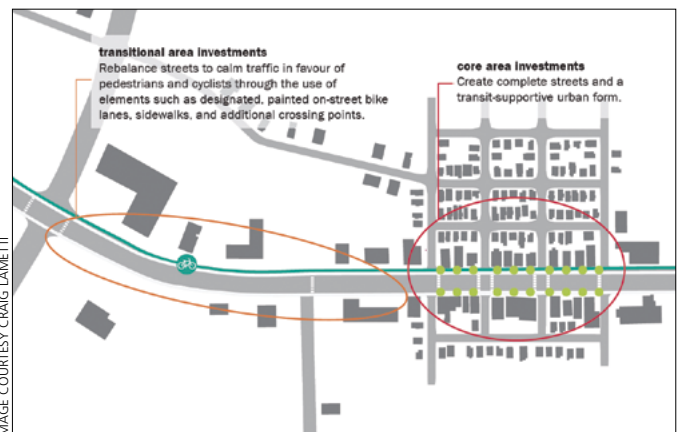 transitional area investments
Rebalance streets to calm traffic in favour of
pedestrians and cyclists through the use of
elements such as designated, painted on-street bike
lanes, sidewalks, and additional crossing points.
core area investments
Create complete streets and a
transit-supportive urban form.
IMAGE COURTESY CRAIG LAMETTI